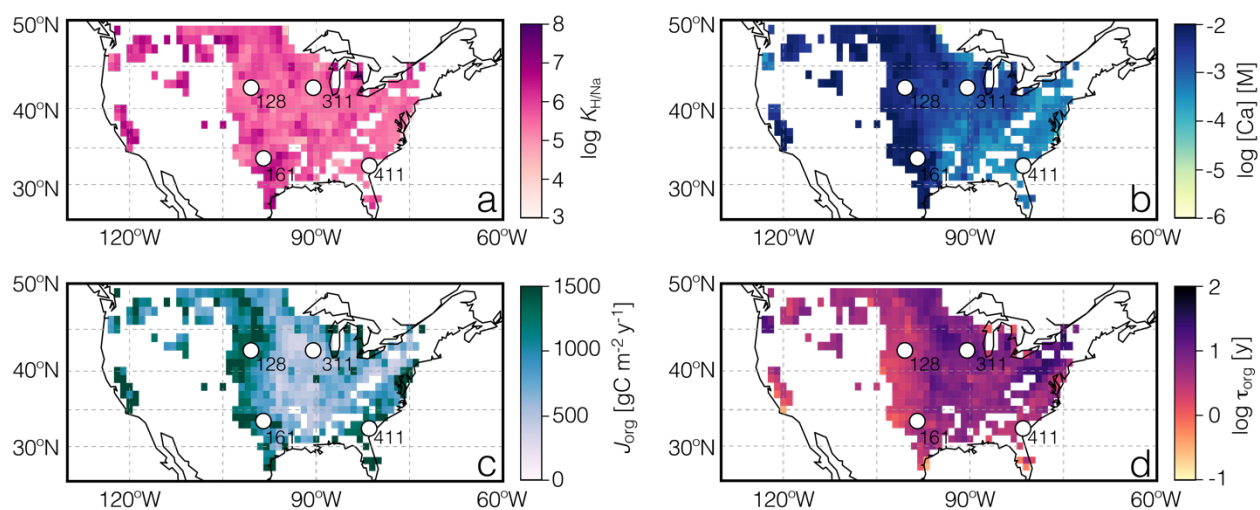 50°N
40°N
30°N
128
311
161
411
a
120°W
90°W
60°W
8
7
6
5
4
3
log K_H/Na
50°N
40°N
30°N
128
311
161
411
b
120°W
90°W
60°W
-2
-3
-4
-5
-6
log [Ca] [M]
50°N
40°N
30°N
128
311
161
411
c
120°W
90°W
60°W
1500
1000
500
0
J_org [gC m⁻² y⁻¹]
50°N
40°N
30°N
128
311
161
411
d
120°W
90°W
60°W
2
1
0
-1
log τ_org [y]